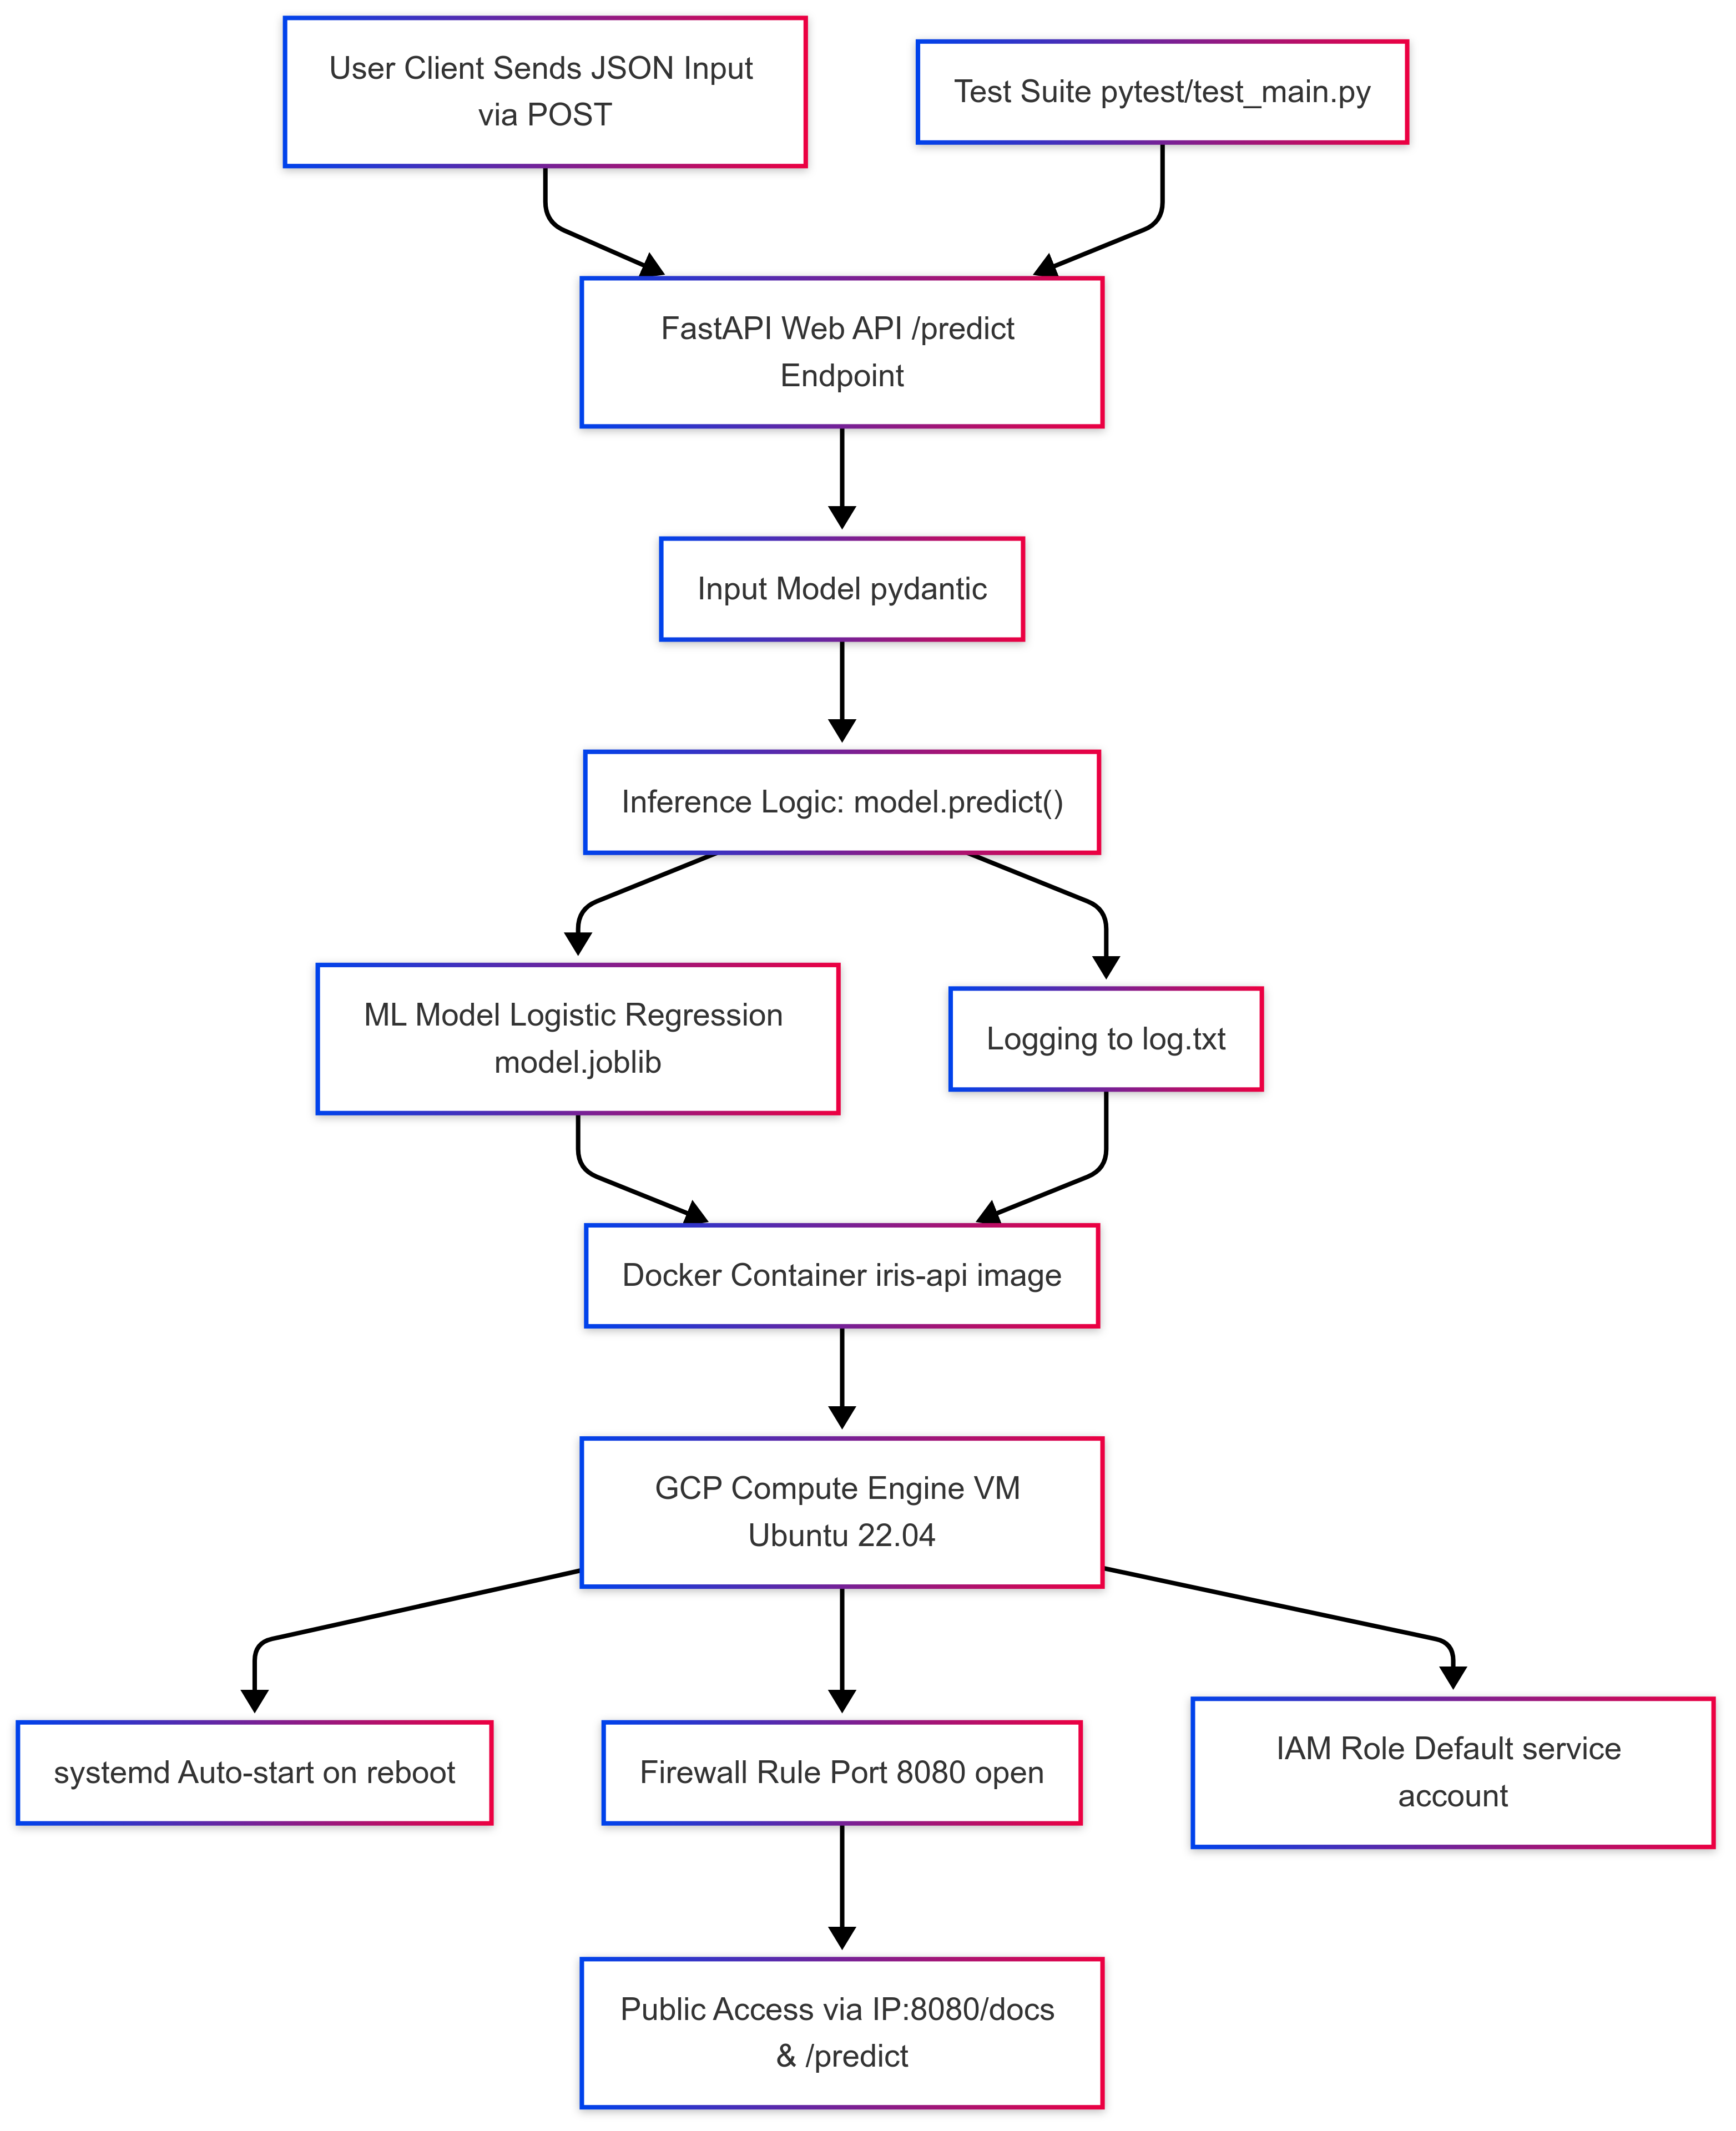 User Client Sends JSON Input
via POST
Test Suite pytest/test_main.py
FastAPI Web API /predict
Endpoint
Input Model pydantic
Inference Logic: model.predict()
ML Model Logistic Regression
model.joblib
Logging to log.txt
Docker Container iris-api image
GCP Compute Engine VM
Ubuntu 22.04
systemd Auto-start on reboot
Firewall Rule Port 8080 open
IAM Role Default service
account
Public Access via IP:8080/docs
& /predict